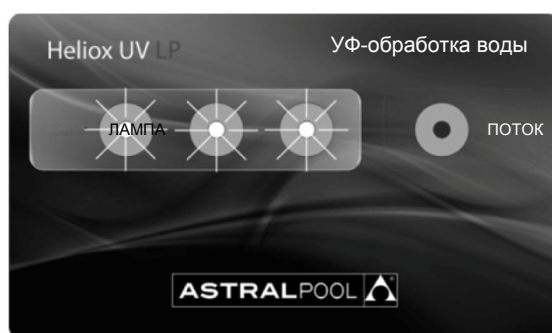 Heliox UV LP
УФ-обработка воды
ЛАМПА
ПОТОК
ASTRALPOOL